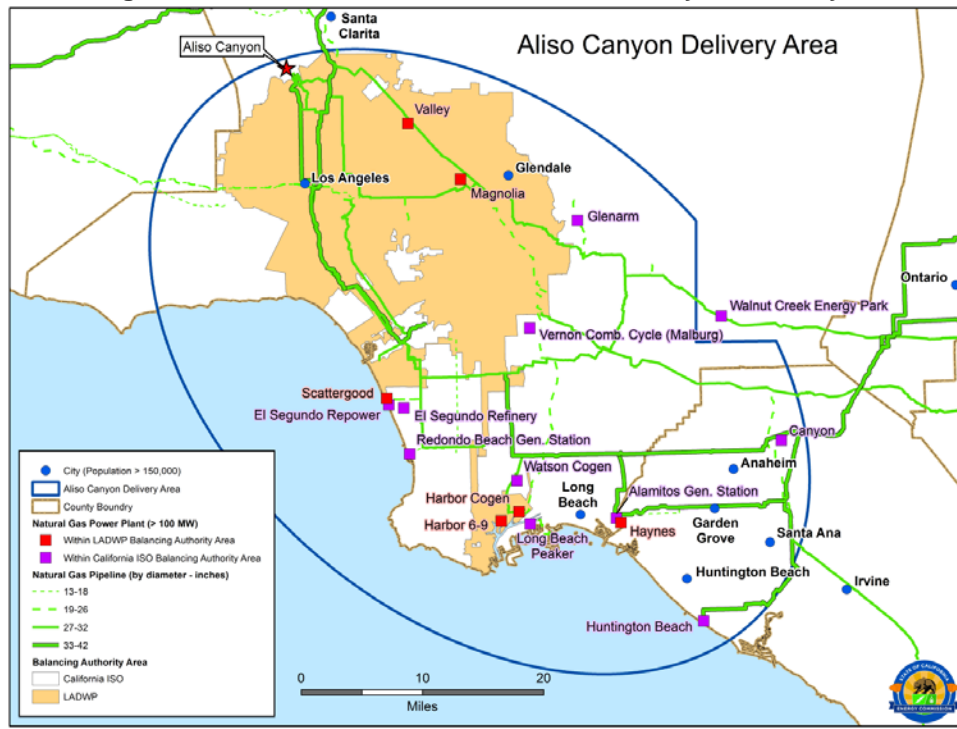 Aliso Canyon Delivery Area
Santa
Clarita
Aliso Canyon
Valley
Glendale
Los Angeles
Magnolia
Glenarm
Ontario
Walnut Creek Energy Park
Vernon Comb. Cycle (Malburg)
Scattergood
El Segundo Repower
El Segundo Refinery
Redondo Beach Gen. Station
Canyon
Watson Cogen
Anaheim
Long
Beach
Alamitos Gen. Station
Harbor Cogen
Harbor 6-9
Long Beach
Peaker
Haynes
Garden
Grove
Santa Ana
Huntington Beach
Irvine
Huntington Beach
City (Population > 150,000)
Aliso Canyon Delivery Area
County Boundry
Natural Gas Power Plant (> 100 MW)
Within LADWP Balancing Authority Area
Within California ISO Balancing Authority Area
Natural Gas Pipeline (by diameter - inches)
13-18
19-26
27-32
33-42
Balancing Authority Area
California ISO
LADWP
0 10 20
Miles
STATE OF CALIFORNIA
ENERGY COMMISSION